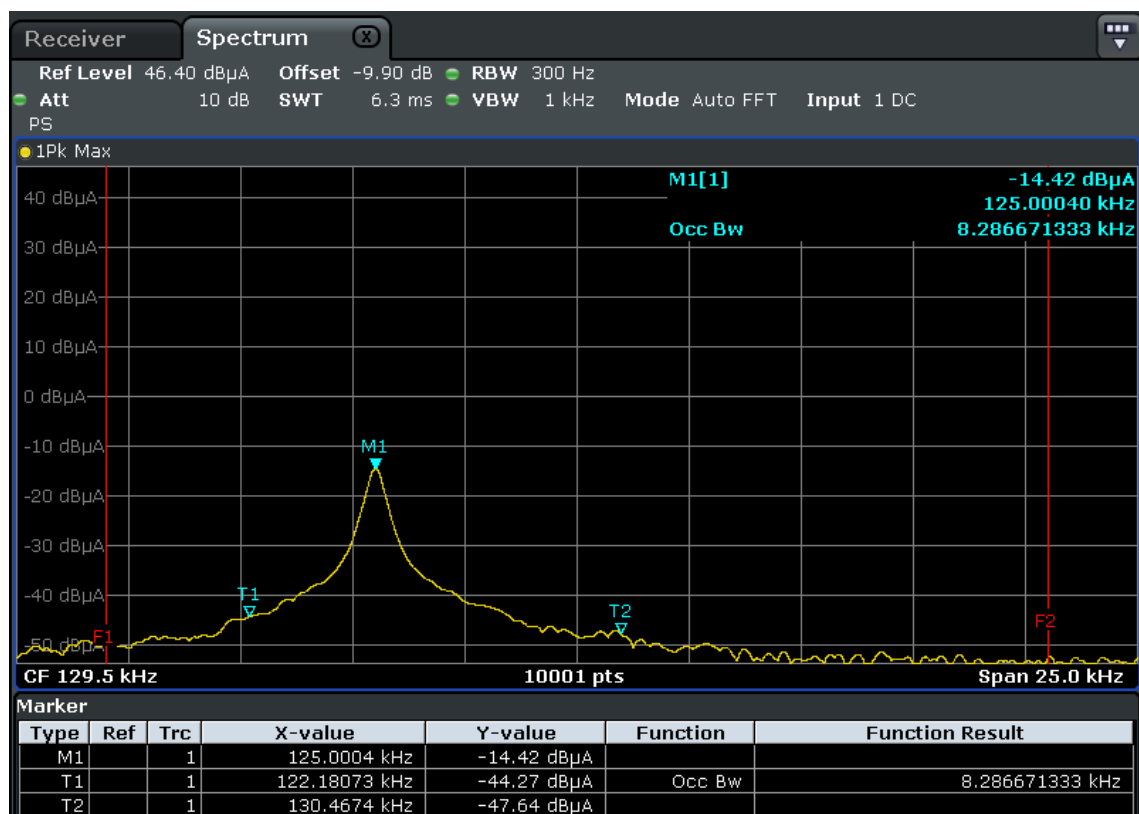 Receiver Spectrum X
Ref Level 46.40 dBµA Offset -9.90 dB RBW 300 Hz
Att 10 dB SWT 6.3 ms VBW 1 kHz Mode Auto FFT Input 1 DC
PS
1Pk Max
M1[1] -14.42 dBµA
125.00040 kHz
Occ Bw 8.286671333 kHz
40 dBµA
30 dBµA
20 dBµA
10 dBµA
0 dBµA
-10 dBµA
M1
-20 dBµA
-30 dBµA
-40 dBµA
T1
T2
F1
F2
-50 dBµA
CF 129.5 kHz 10001 pts Span 25.0 kHz
Marker
Type Ref Trc X-value Y-value Function Function Result
M1 1 125.0004 kHz -14.42 dBµA
T1 1 122.18073 kHz -44.27 dBµA Occ Bw 8.286671333 kHz
T2 1 130.4674 kHz -47.64 dBµA